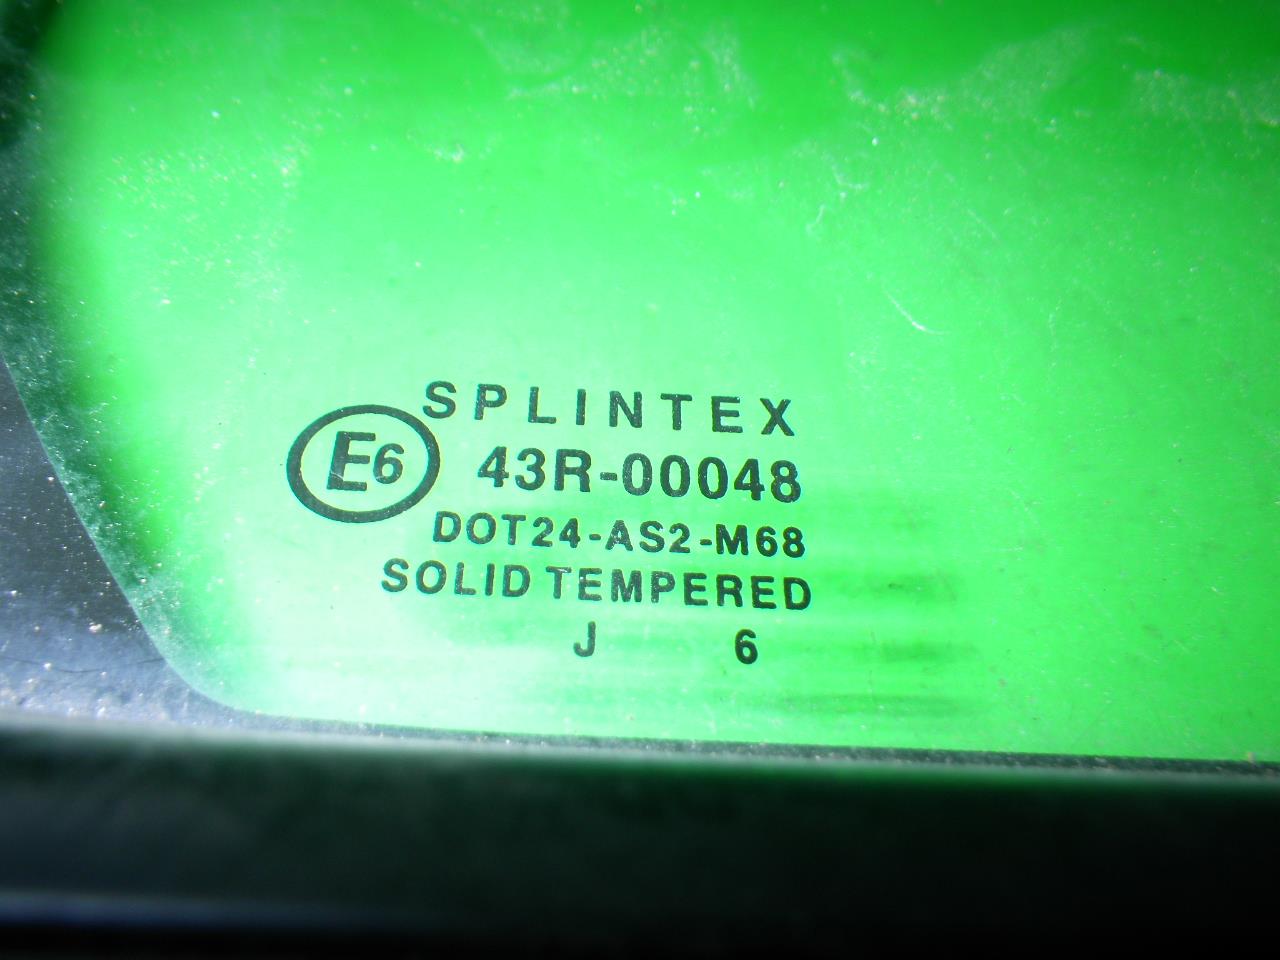 SPLINTEX
E6 43R-00048
DOT24-AS2-M68
SOLID TEMPERED
J 6